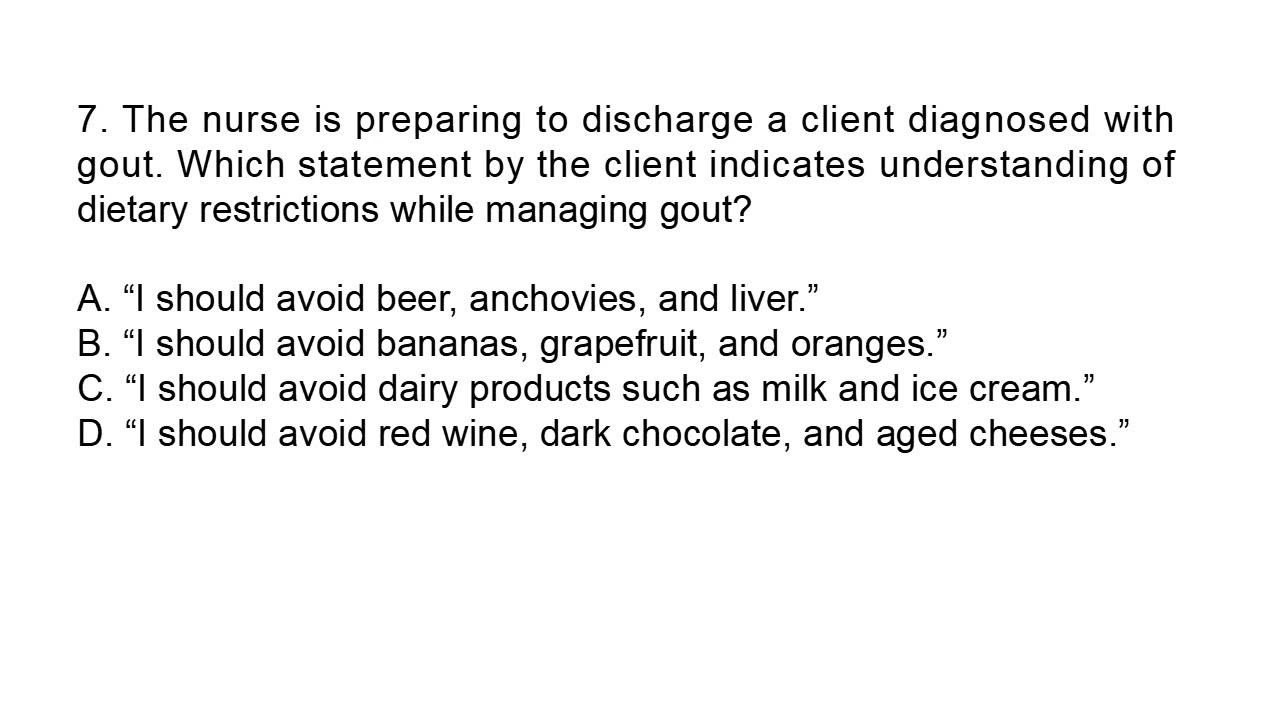 7. The nurse is preparing to discharge a client diagnosed with
gout. Which statement by the client indicates understanding of
dietary restrictions while managing gout?
A. “I should avoid beer, anchovies, and liver.”
B. “I should avoid bananas, grapefruit, and oranges.”
C. “I should avoid dairy products such as milk and ice cream.”
D. “I should avoid red wine, dark chocolate, and aged cheeses.”